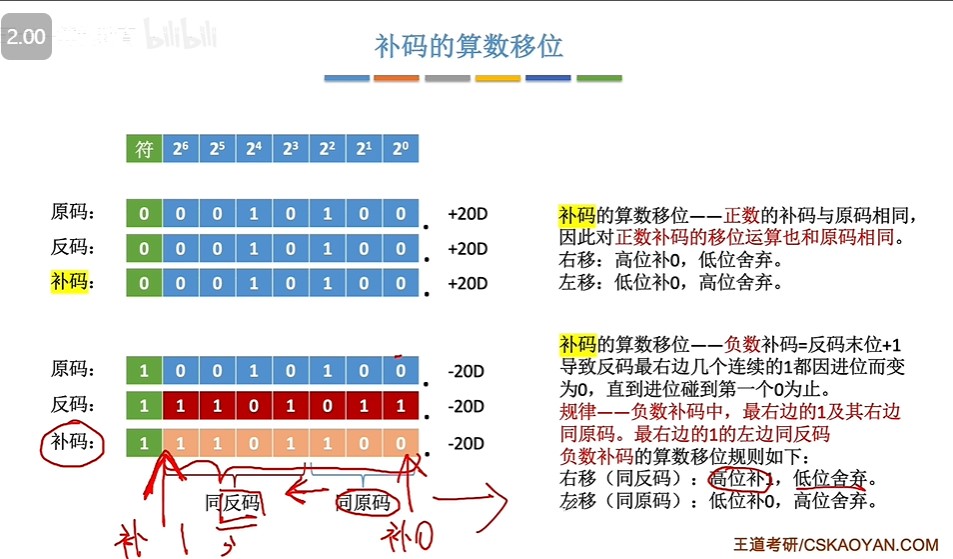 2.00
bilibili
补码的算数移位
符 2⁶ 2⁵ 2⁴ 2³ 2² 2¹ 2⁰
原码： 0 0 0 1 0 1 0 0 . +20D
反码： 0 0 0 1 0 1 0 0 . +20D
补码： 0 0 0 1 0 1 0 0 . +20D
补码的算数移位——正数的补码与原码相同，
因此对正数补码的移位运算也和原码相同。
右移：高位补0，低位舍弃。
左移：低位补0，高位舍弃。
原码： 1 0 0 1 0 1 0 0 . -20D
反码： 1 1 1 0 1 0 1 1 . -20D
补码： 1 1 1 0 1 1 0 0 . -20D
同反码 同原码
补 1 补0
补码的算数移位——负数补码=反码末位+1
导致反码最右边几个连续的1都因进位而变
为0，直到进位碰到第一个0为止。
规律——负数补码中，最右边的1及其右边
同原码。最右边的1的左边同反码
负数补码的算数移位规则如下：
右移（同反码）：高位补1，低位舍弃。
左移（同原码）：低位补0，高位舍弃。
王道考研/CSKAOYAN.COM